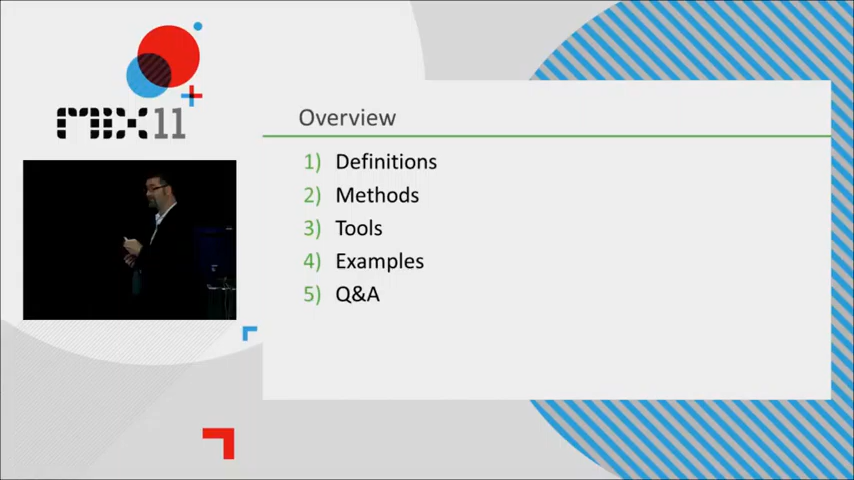 MIX11
Overview
1) Definitions
2) Methods
3) Tools
4) Examples
5) Q&A